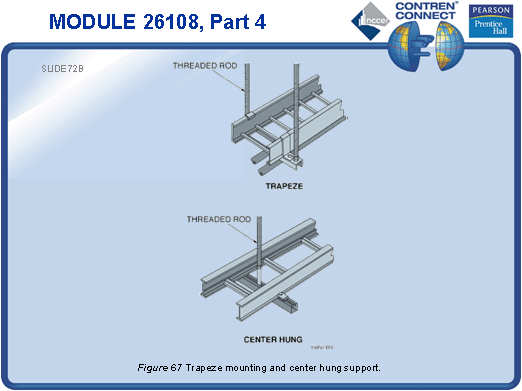 MODULE 26108, Part 4
nccer
CONTREN®
CONNECT
PEARSON
Prentice
Hall
SLIDE 72B
THREADED ROD
TRAPEZE
THREADED ROD
CENTER HUNG
Figure 67 Trapeze mounting and center hung support.